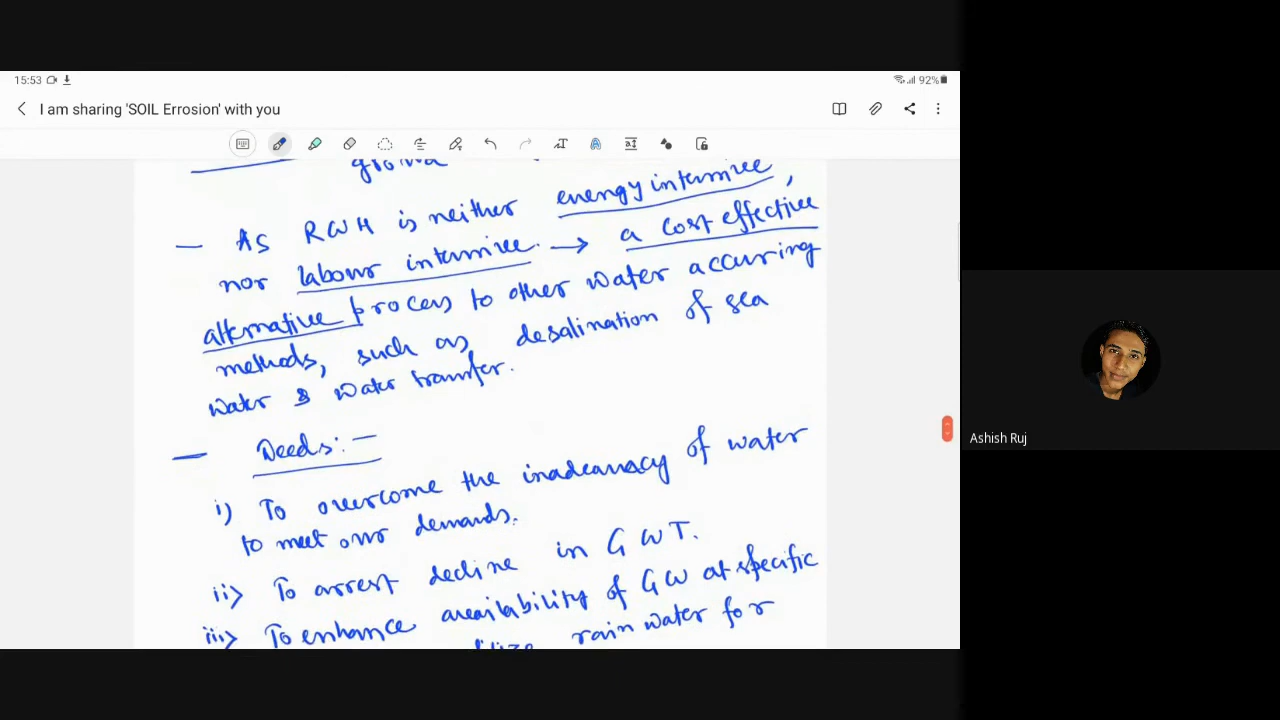 15:53
92%
I am sharing 'SOIL Errosion' with you
— As RWH is neither energy intensive,
nor labour intensive. → a cost effective
alternative process to other water accuring
methods, such as desalination of sea
water & water transfer.
— Needs: —
i) To overcome the inadequacy of water
to meet our demands.
ii) To arrest decline in GWT.
iii) To enhance availability of GW at specific
rain water for
Ashish Ruj